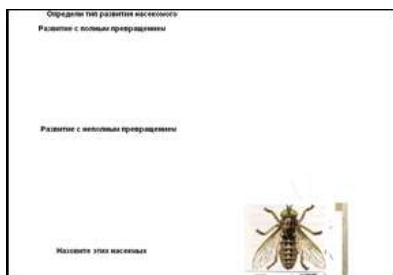 Определи тип развития насекомого
Развитие с полным превращением
Развитие с неполным превращением
Назовите этих насекомых